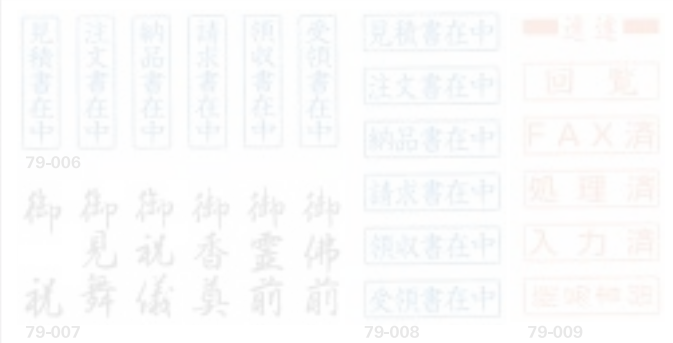 見積書在中
注文書在中
納品書在中
請求書在中
領収書在中
受領書在中
79-006
御祝
御見舞
御祝儀
御香奠
御霊前
御佛前
79-007
見積書在中
注文書在中
納品書在中
請求書在中
領収書在中
受領書在中
79-008
速達
回覧
FAX済
処理済
入力済
79-009